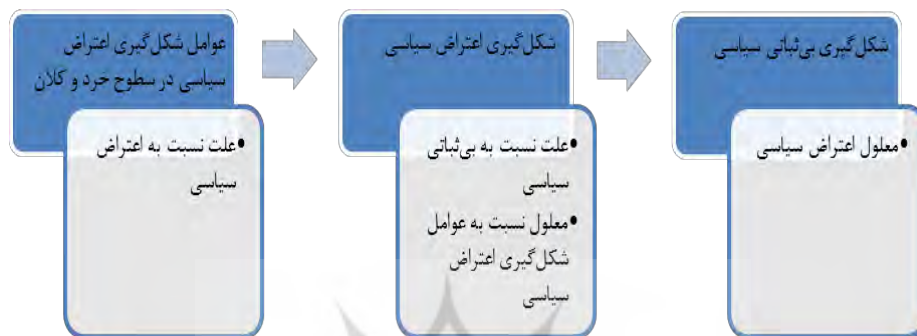 عوامل شکل‌گیری اعتراض
سیاسی در سطوح خرد و کلان
•علت نسبت به اعتراض
سیاسی
شکل‌گیری اعتراض سیاسی
•علت نسبت به بی‌ثباتی
سیاسی
•معلول نسبت به عوامل
شکل‌گیری اعتراض
سیاسی
شکل‌گیری بی‌ثباتی سیاسی
•معلول اعتراض سیاسی